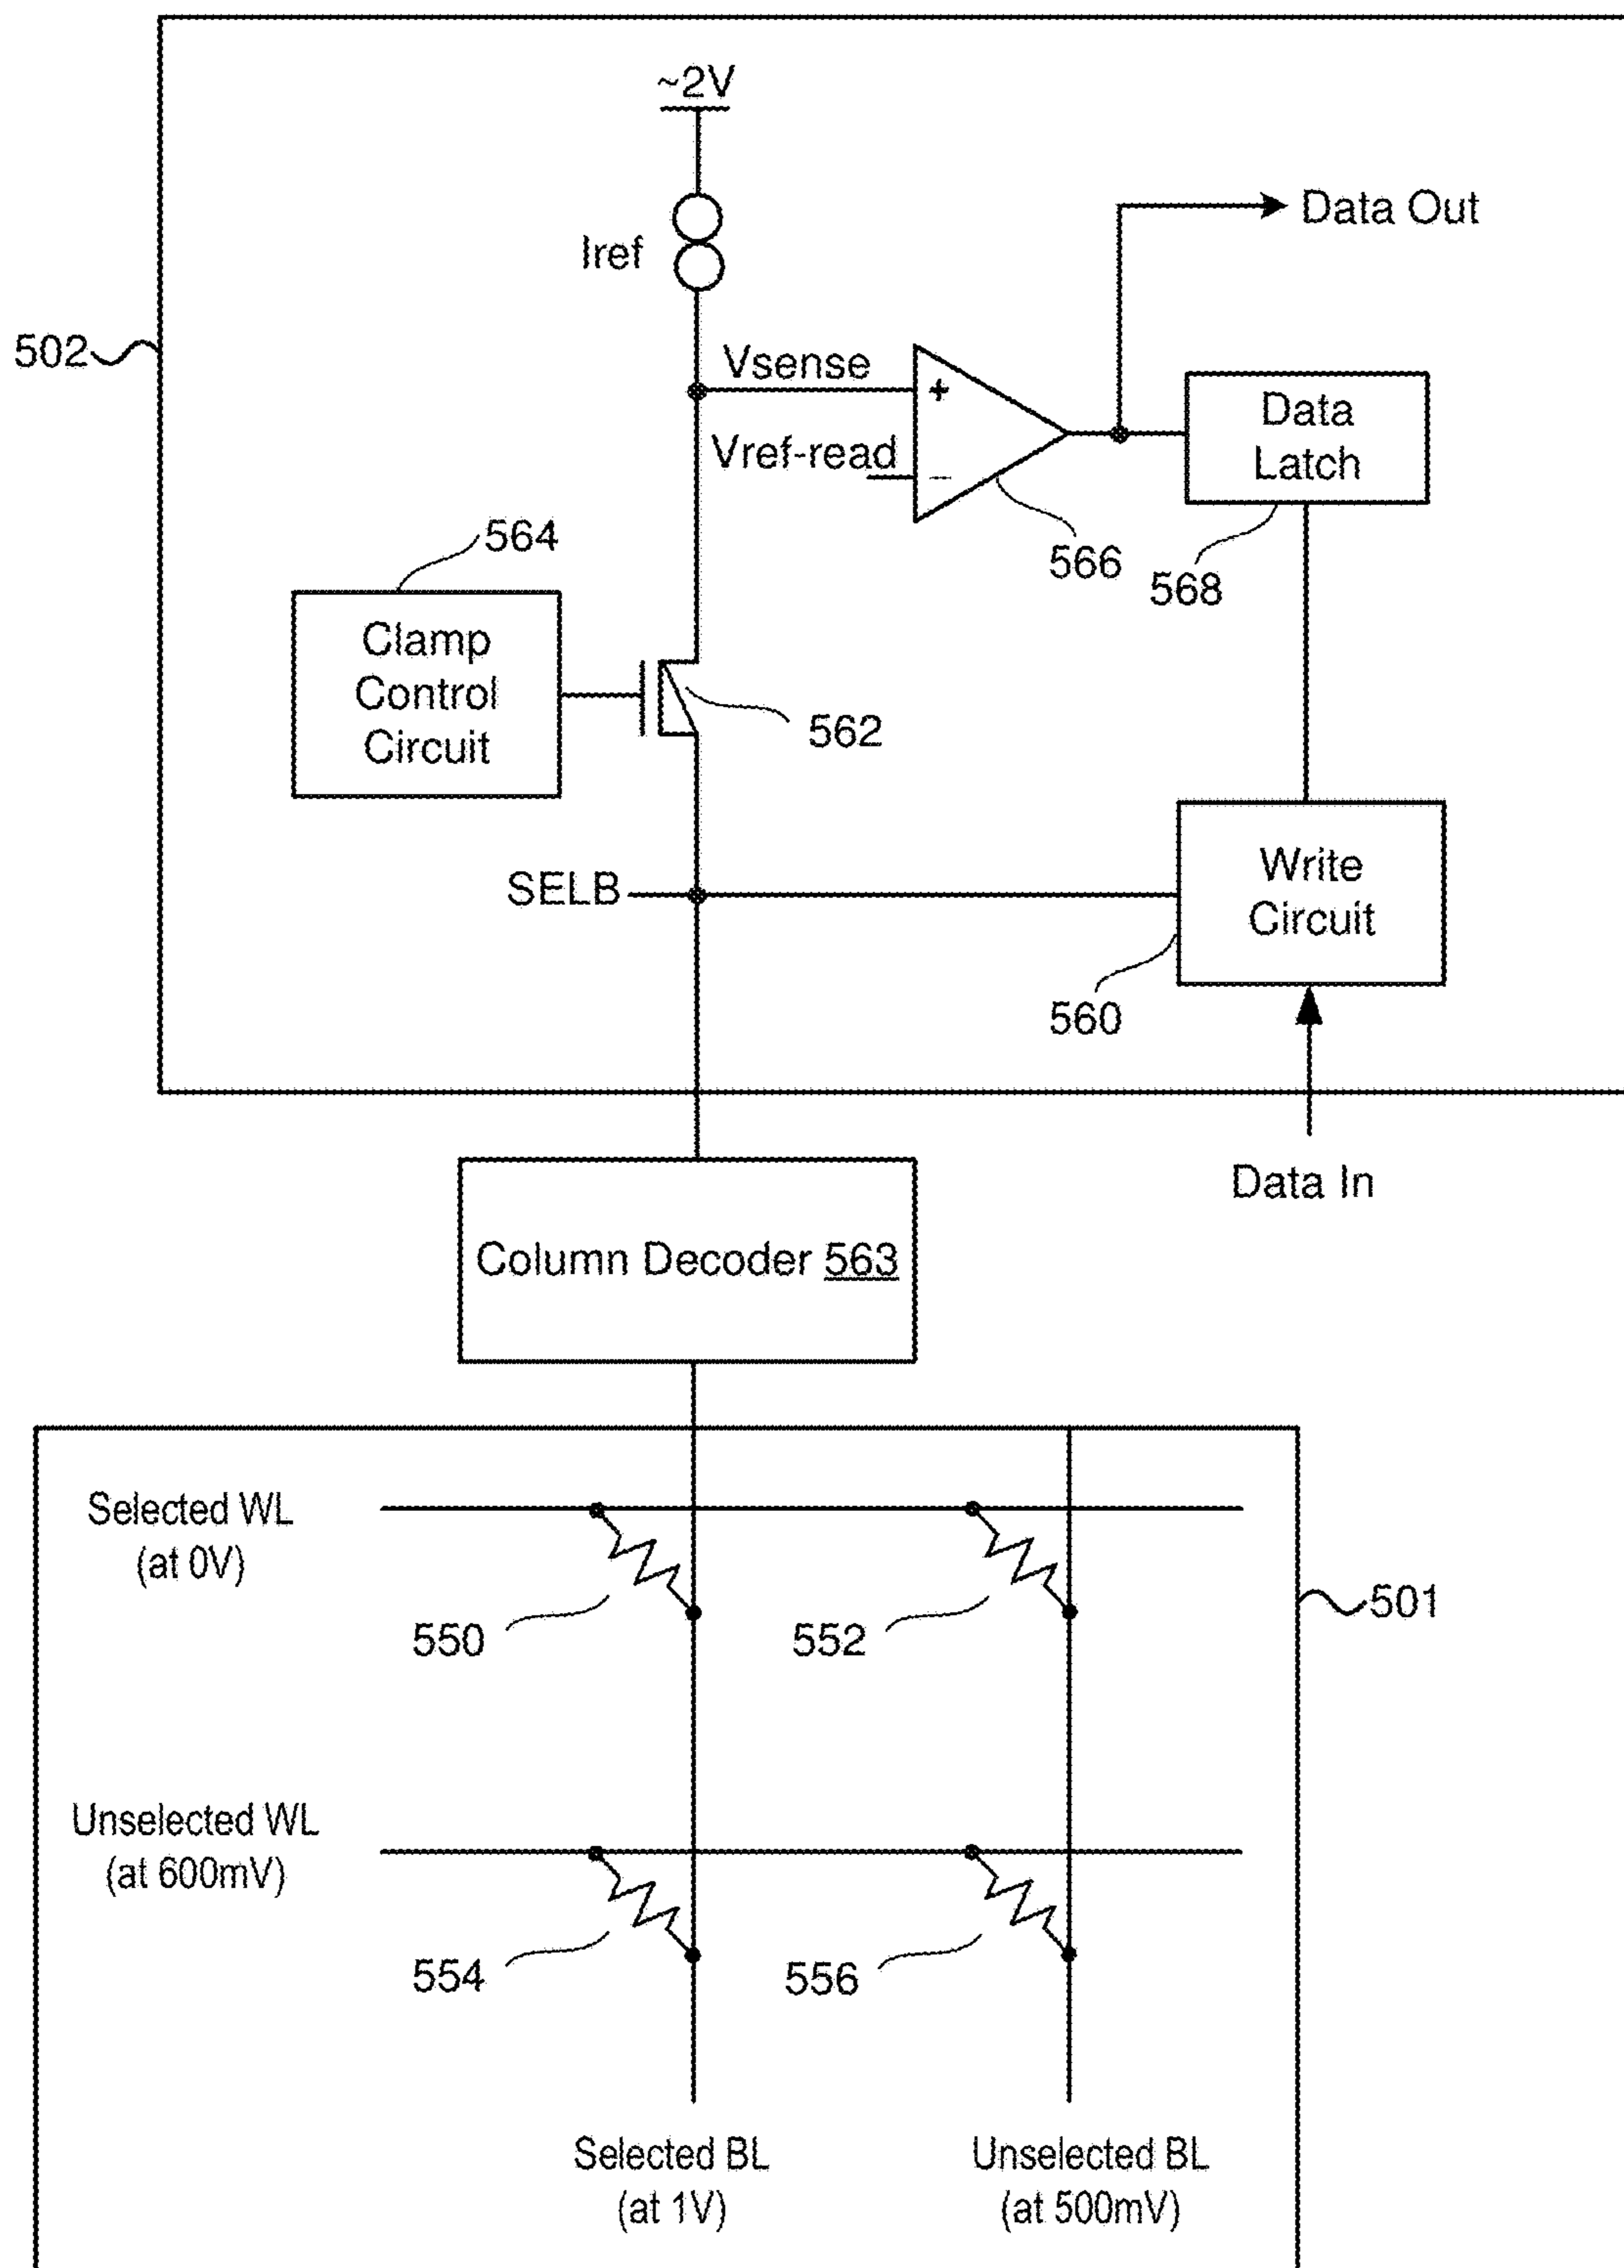 ~2V
Iref
Data Out
502
Vsense
+
Vref-read
–
Data
Latch
566
568
564
Clamp
Control
Circuit
562
SELB
Write
Circuit
560
Data In
Column Decoder 563
Selected WL
(at 0V)
550
552
501
Unselected WL
(at 600mV)
554
556
Selected BL
(at 1V)
Unselected BL
(at 500mV)